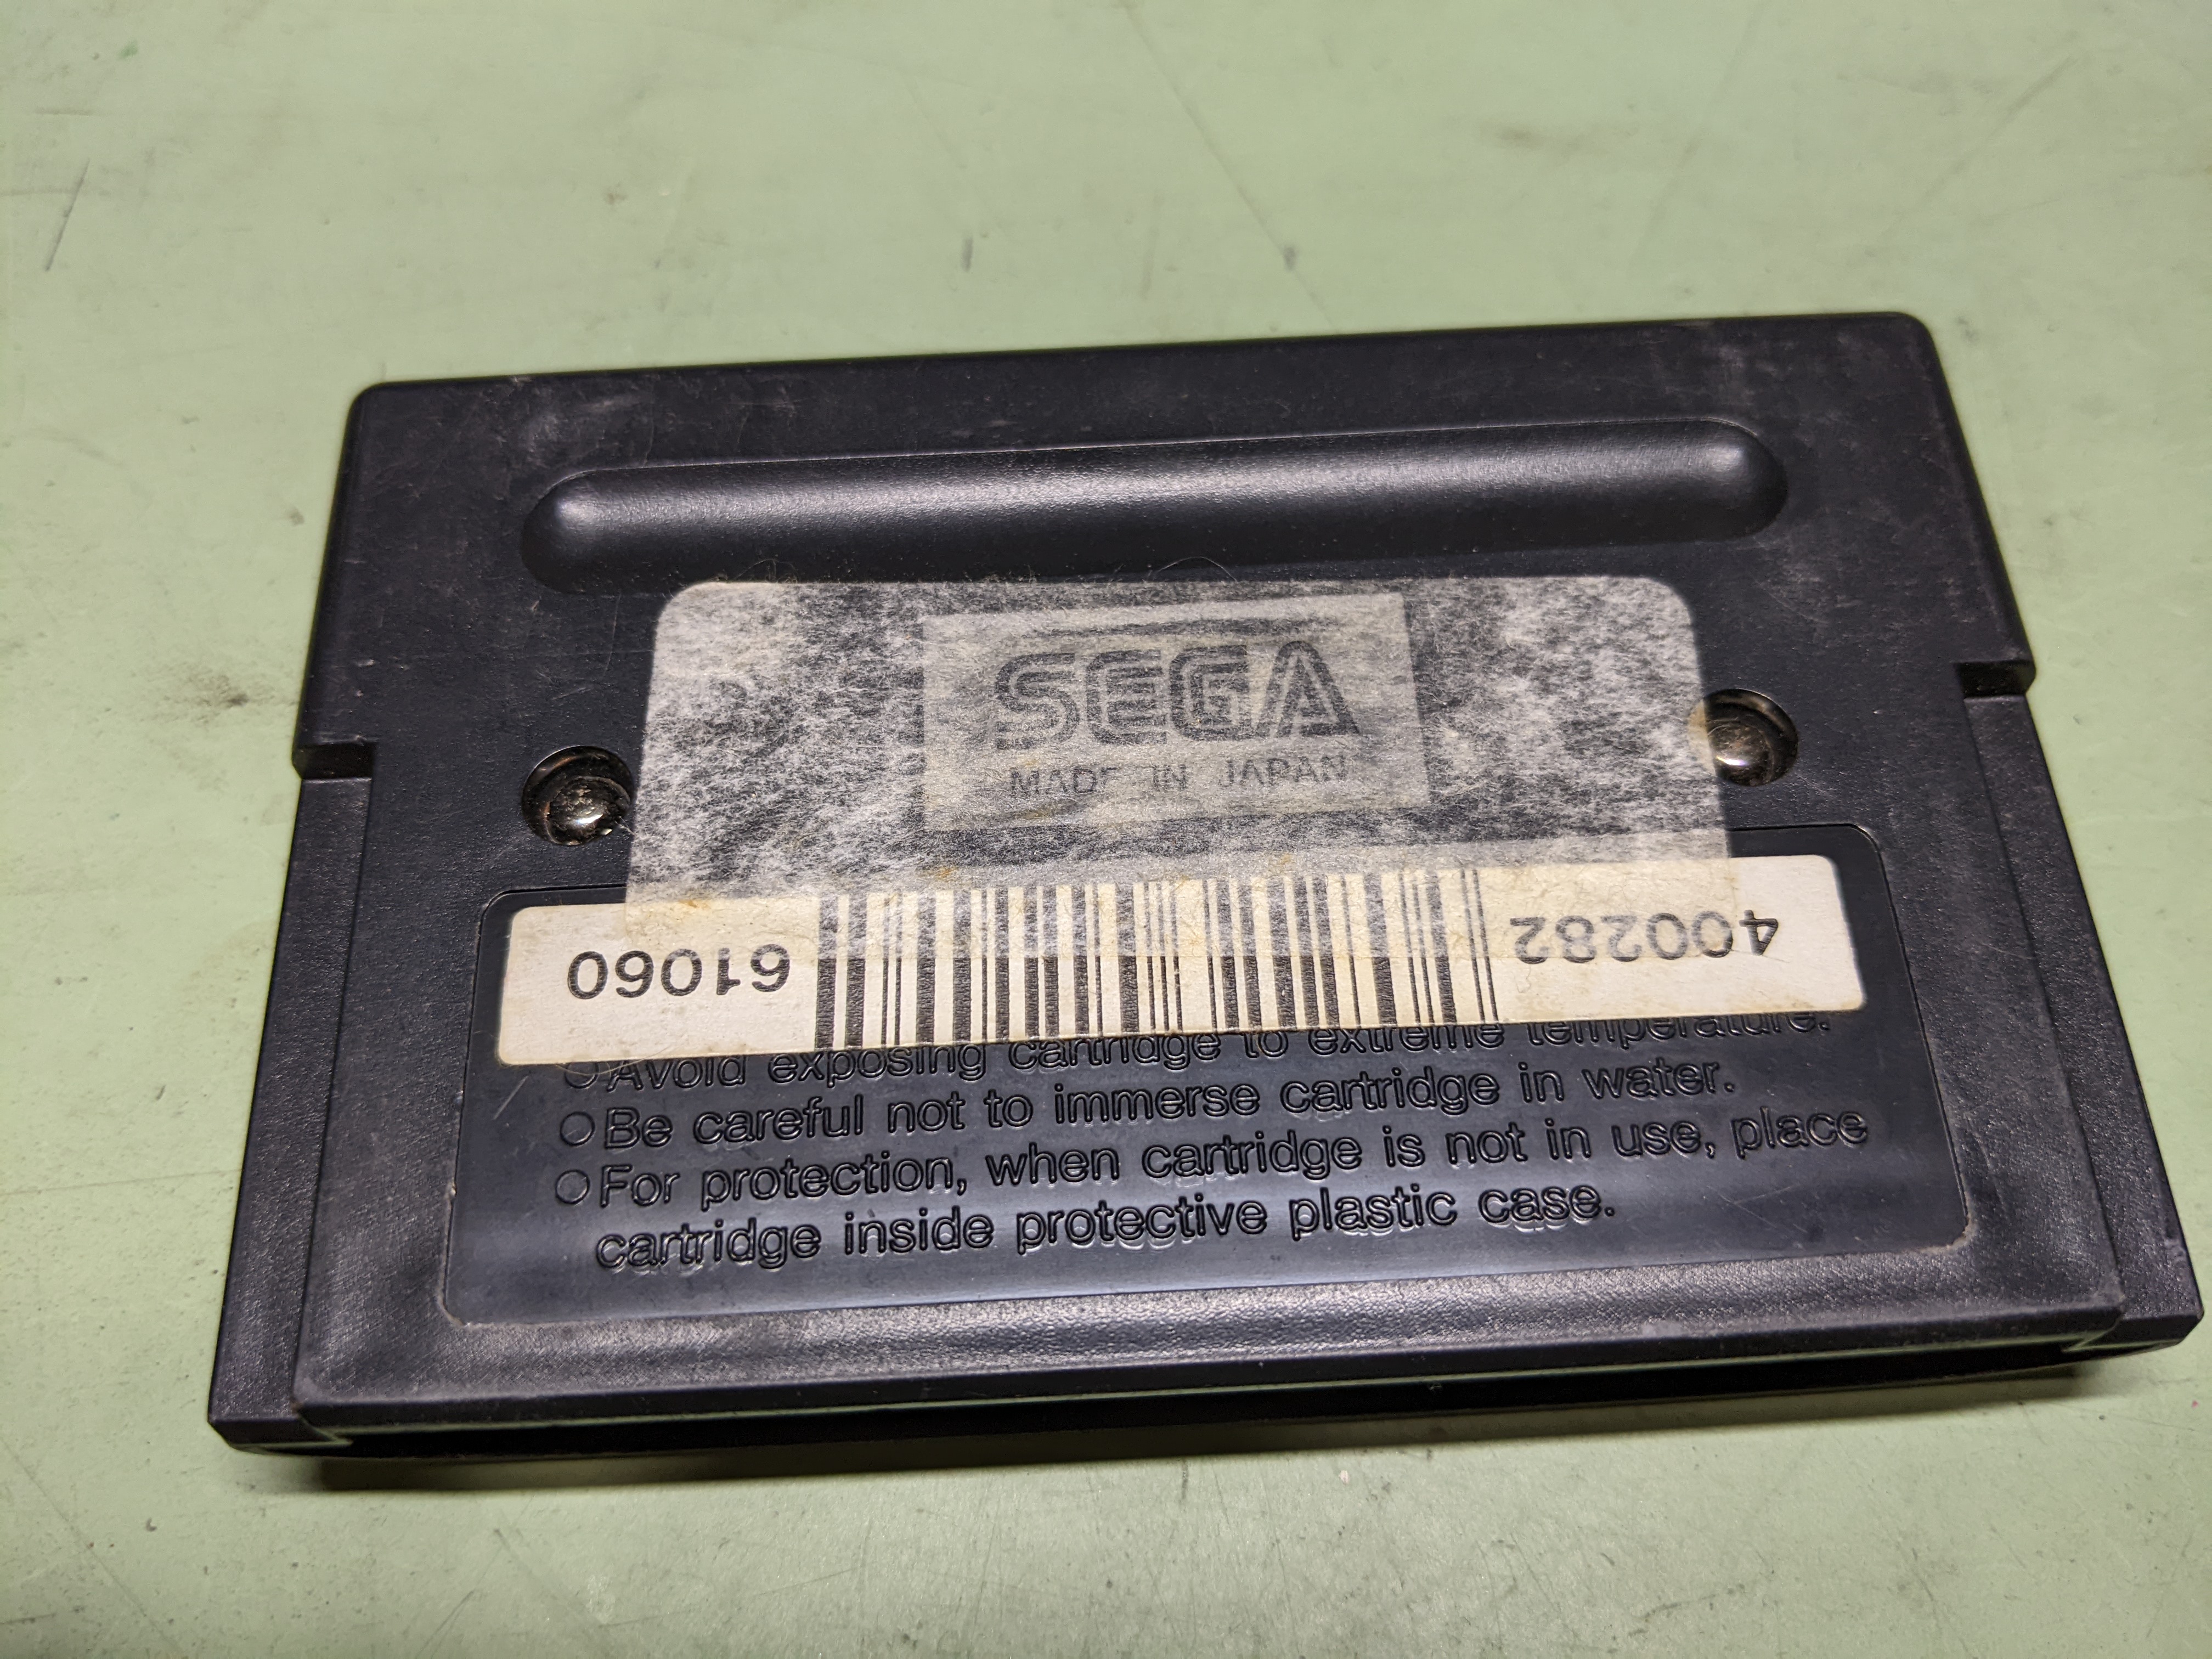 SEGA
MADE IN JAPAN
400282
61060
○Avoid exposing cartridge to extreme temperature.
○Be careful not to immerse cartridge in water.
○For protection, when cartridge is not in use, place
cartridge inside protective plastic case.